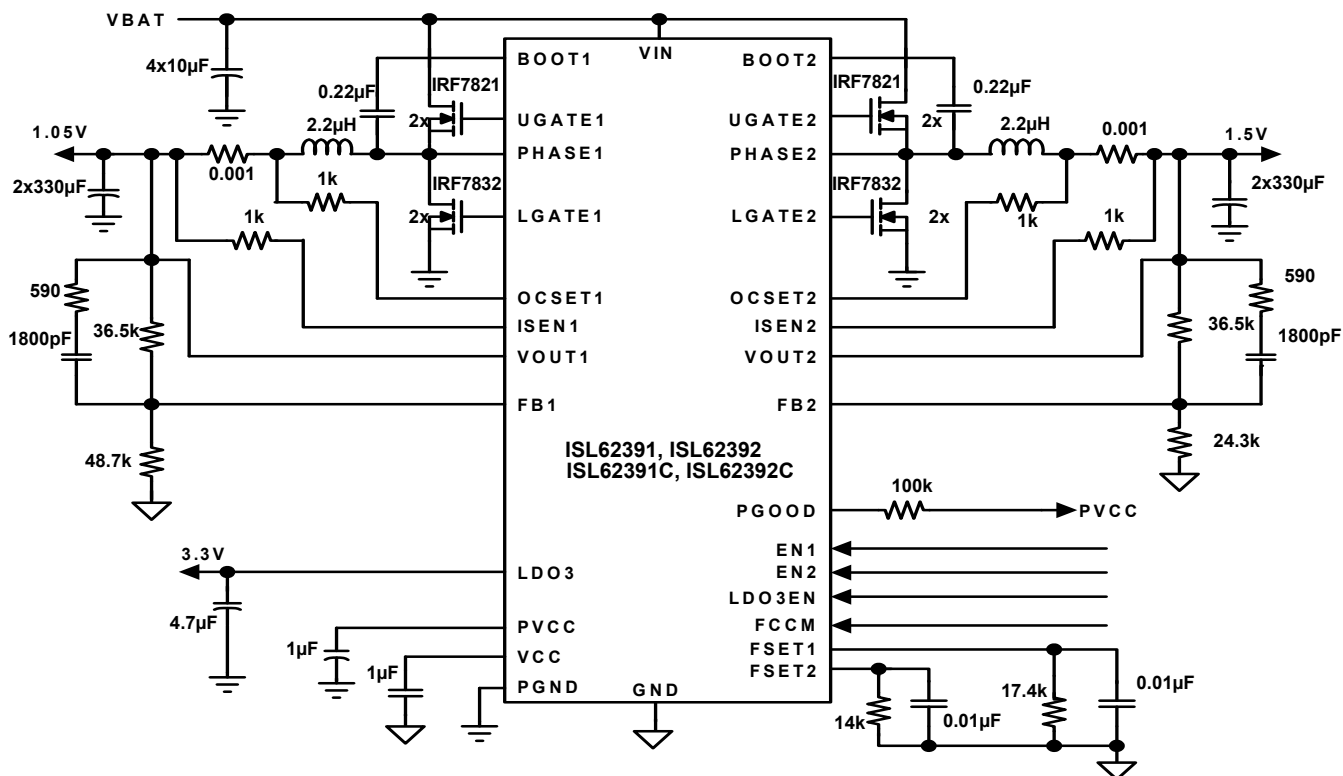 VBAT
VIN
4x10µF
BOOT1
BOOT2
IRF7821
IRF7821
0.22µF
0.22µF
2x
UGATE1
UGATE2
2x
1.05V
2.2µH
2.2µH
0.001
1.5V
PHASE1
PHASE2
0.001
2x330µF
1k
IRF7832
IRF7832
1k
2x330µF
1k
2x
LGATE1
LGATE2
2x
1k
590
OCSET1
OCSET2
590
ISEN1
ISEN2
1800pF
36.5k
36.5k
1800pF
VOUT1
VOUT2
FB1
FB2
48.7k
24.3k
ISL62391, ISL62392
ISL62391C, ISL62392C
100k
PGOOD
PVCC
3.3V
EN1
LDO3
EN2
LDO3EN
4.7µF
FCCM
PVCC
FSET1
1µF
VCC
FSET2
1µF
PGND
GND
14k
0.01µF
17.4k
0.01µF